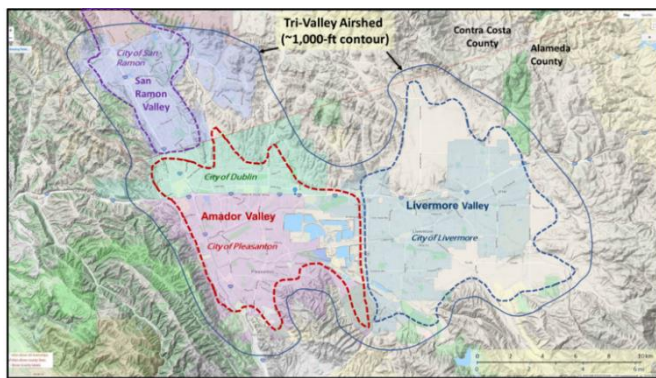 Tri-Valley Airshed
(~1,000-ft contour)
Contra Costa
County
Alameda
County
City of San
Ramon
San
Ramon
Valley
City of Dublin
Amador Valley
City of Pleasanton
Livermore Valley
City of Livermore